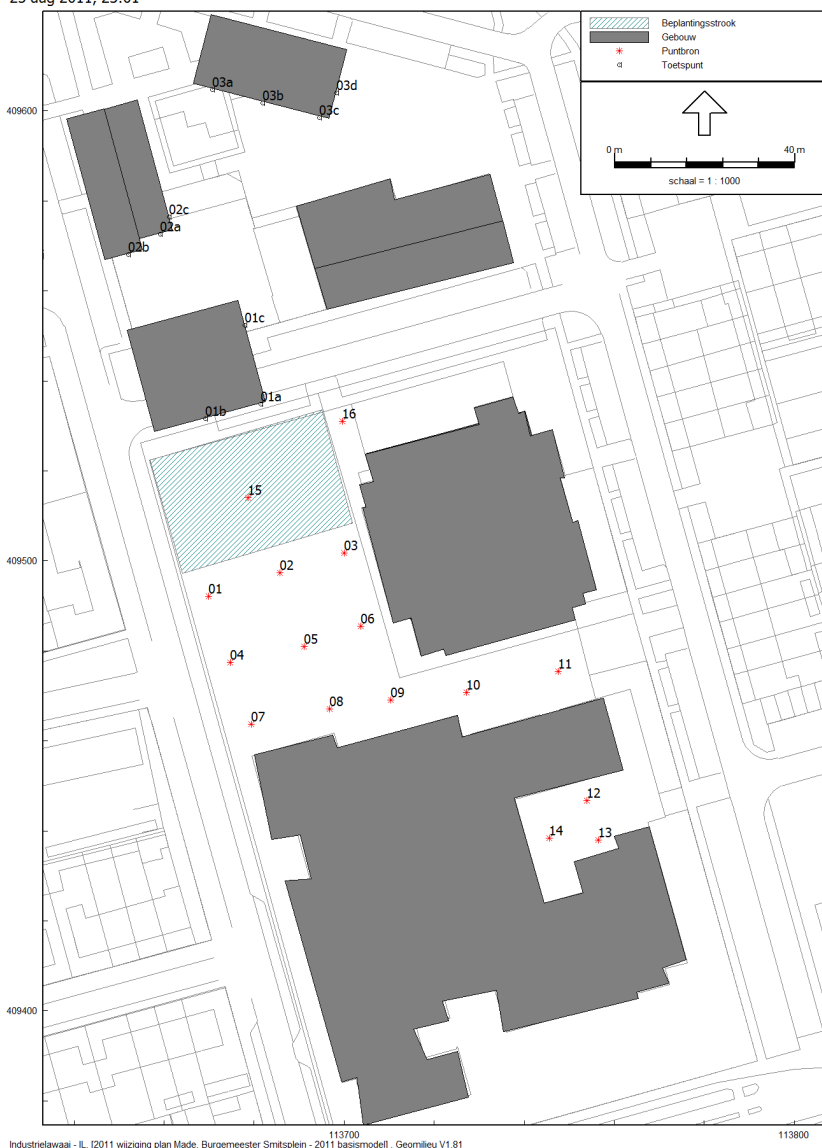 25 aug 2011, 23:01
Beplantingsstrook
Gebouw
Puntbron
Toetspunt
0 m
40 m
schaal = 1 : 1000
03a
03b
03c
03d
409600
02c
02a
02b
01c
01a
01b
16
15
03
02
409500
01
06
05
04
11
10
09
08
07
12
14
13
409400
113700
113800
Industrielawaai - IL, [2011 wijziging plan Made, Burgemeester Smitsplein - 2011 basismodel] , Geomilieu V1.81